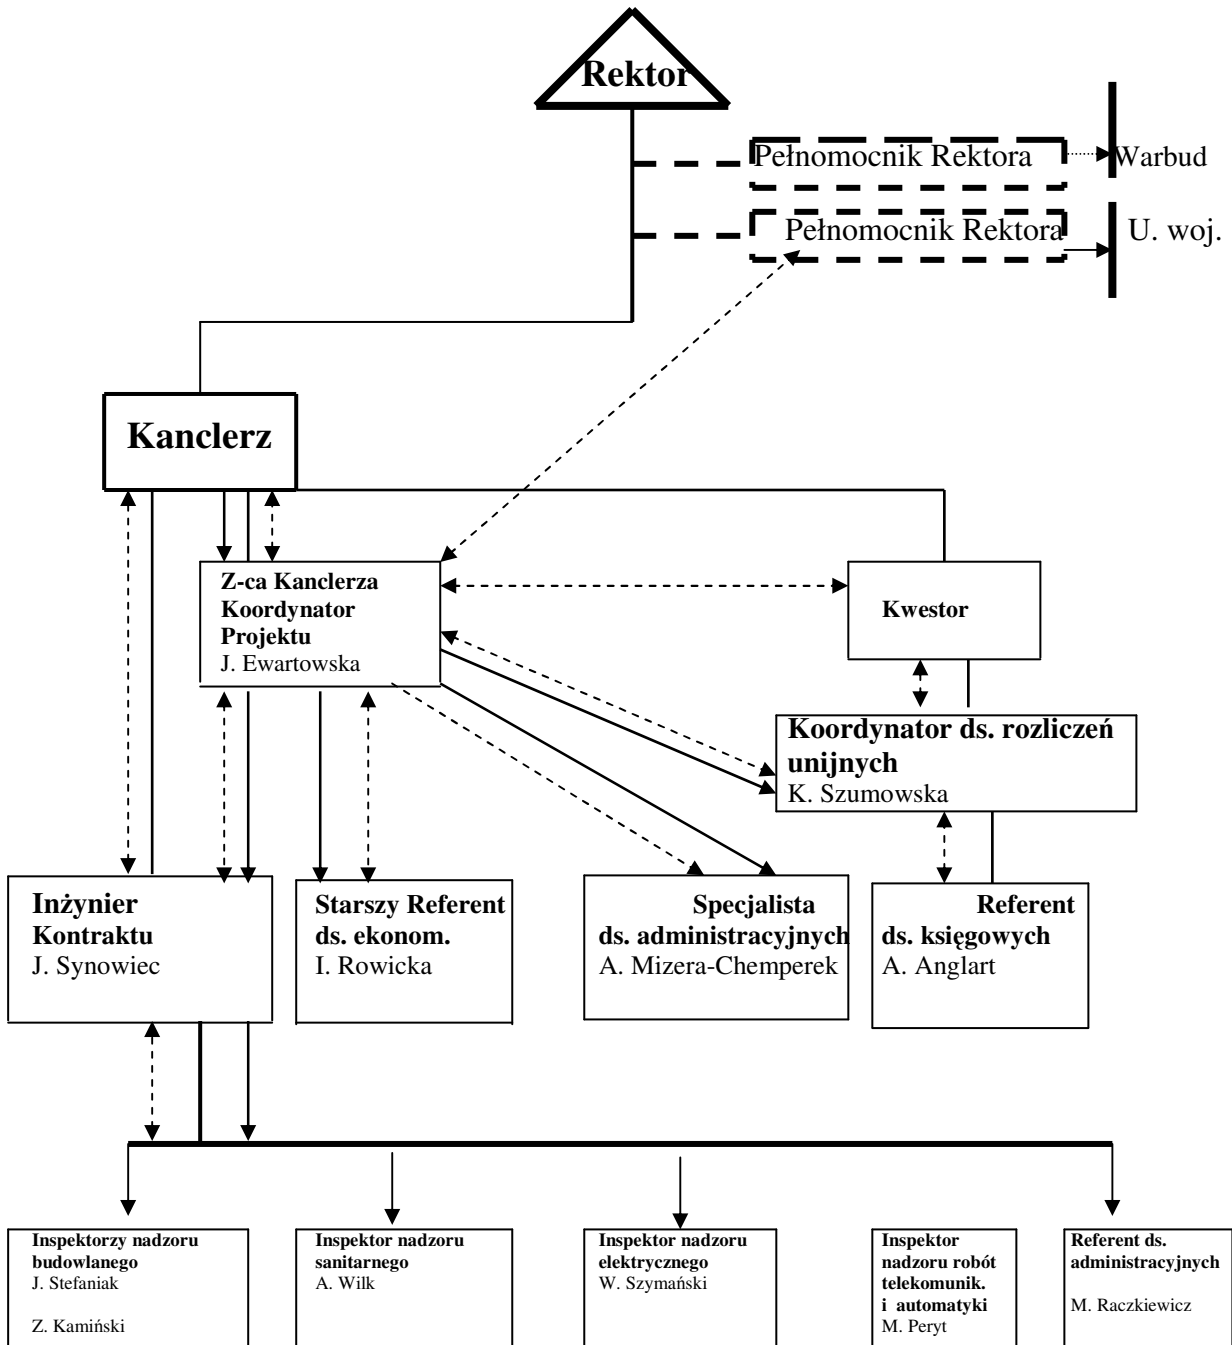 Rektor
Pełnomocnik Rektora
Warbud
Pełnomocnik Rektora
U. woj.
Kanclerz
Z-ca Kanclerza
Koordynator
Projektu
J. Ewartowska
Kwestor
Koordynator ds. rozliczeń
unijnych
K. Szumowska
Inżynier
Kontraktu
J. Synowiec
Starszy Referent
ds. ekonom.
I. Rowicka
Specjalista
ds. administracyjnych
A. Mizera-Chemperek
Referent
ds. księgowych
A. Anglart
Inspektorzy nadzoru
budowlanego
J. Stefaniak
Z. Kamiński
Inspektor nadzoru
sanitarnego
A. Wilk
Inspektor nadzoru
elektrycznego
W. Szymański
Inspektor
nadzoru robót
telekomunik.
i automatyki
M. Peryt
Referent ds.
administracyjnych
M. Raczkiewicz